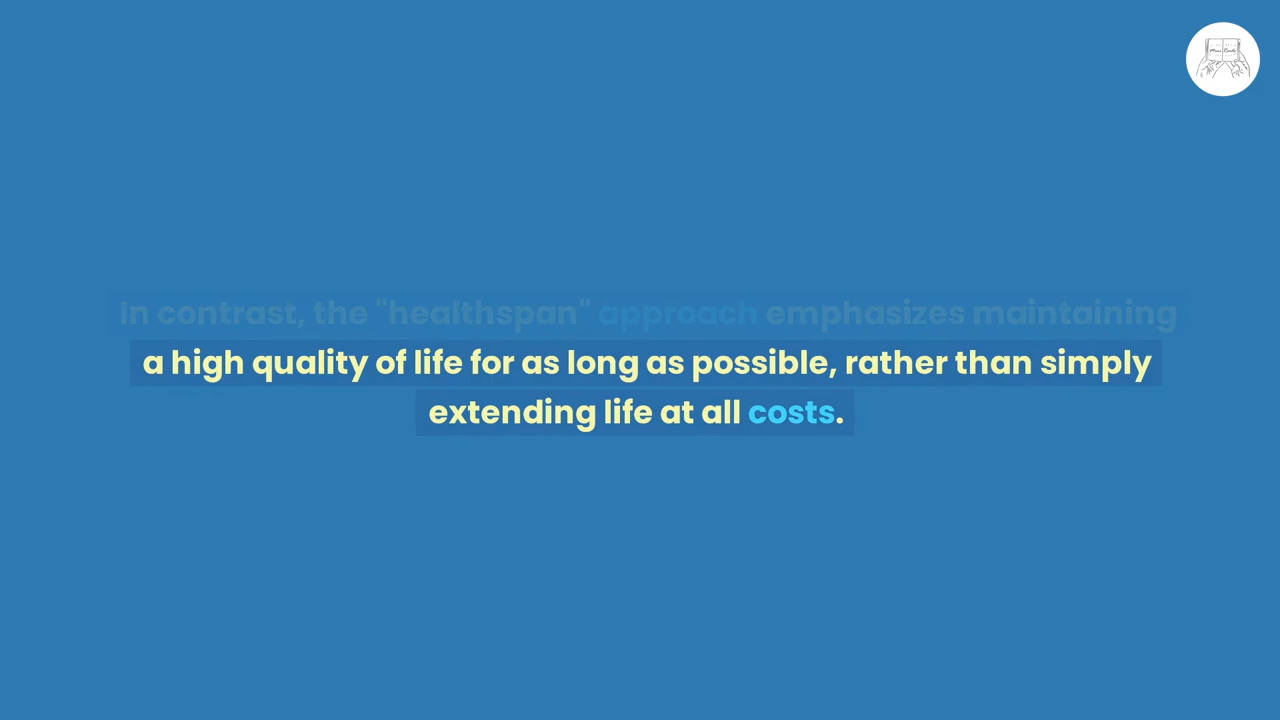 In contrast, the "healthspan" approach emphasizes maintaining
a high quality of life for as long as possible, rather than simply
extending life at all costs.